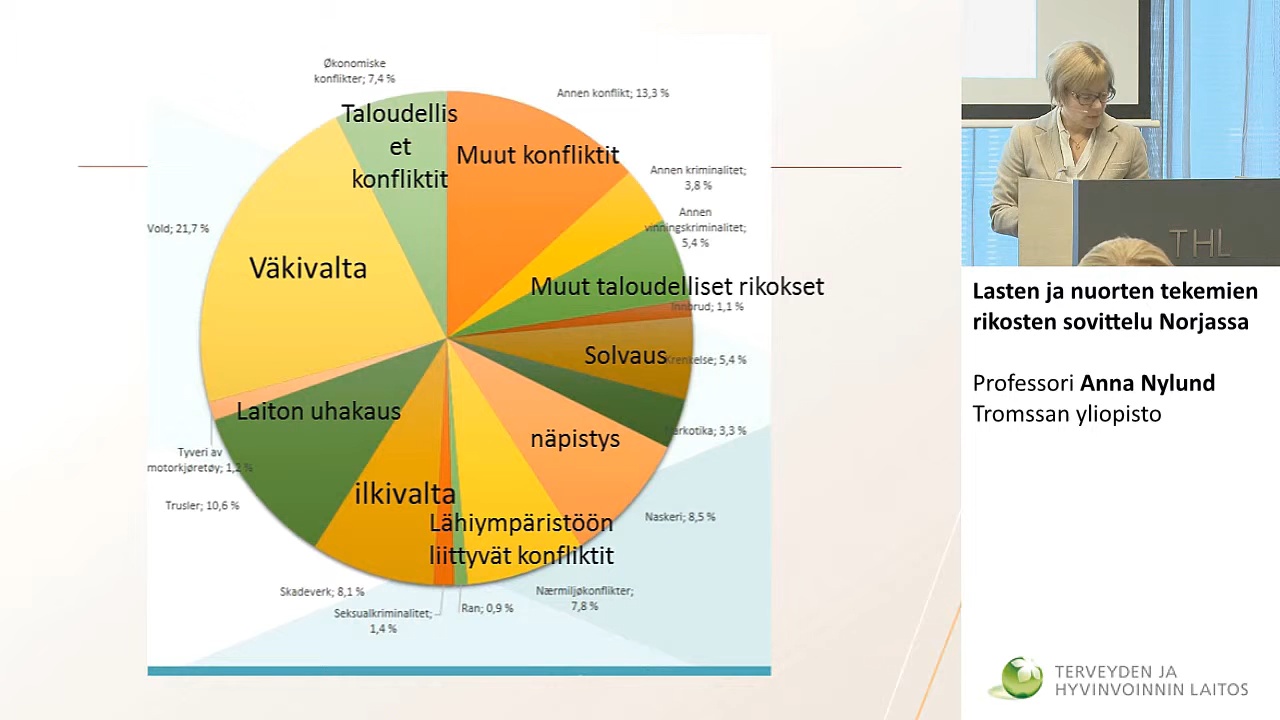 Økonomiske
konflikter; 7,4 %
Annen konflikt; 13,3 %
Taloudellis
et
konfliktit
Muut konfliktit
Annen kriminalitet;
3,8 %
Annen
vinningskriminalitet;
5,4 %
Vold; 21,7 %
Väkivalta
Muut taloudelliset rikokset
Innbrud; 1,1 %
Solvaus
Krenkelse; 5,4 %
Laiton uhakaus
näpistys
Narkotika; 3,3 %
Tyveri av
motorkjøretøy; 1,2 %
ilkivalta
Trusler; 10,6 %
Lähiympäristöön
liittyvät konfliktit
Naskeri; 8,5 %
Skadeverk; 8,1 %
Seksualkriminalitet;
1,4 %
Ran; 0,9 %
Nærmiljøkonflikter;
7,8 %
THL
Lasten ja nuorten tekemien
rikosten sovittelu Norjassa
Professori Anna Nylund
Tromssan yliopisto
TERVEYDEN JA
HYVINVOINNIN LAITOS